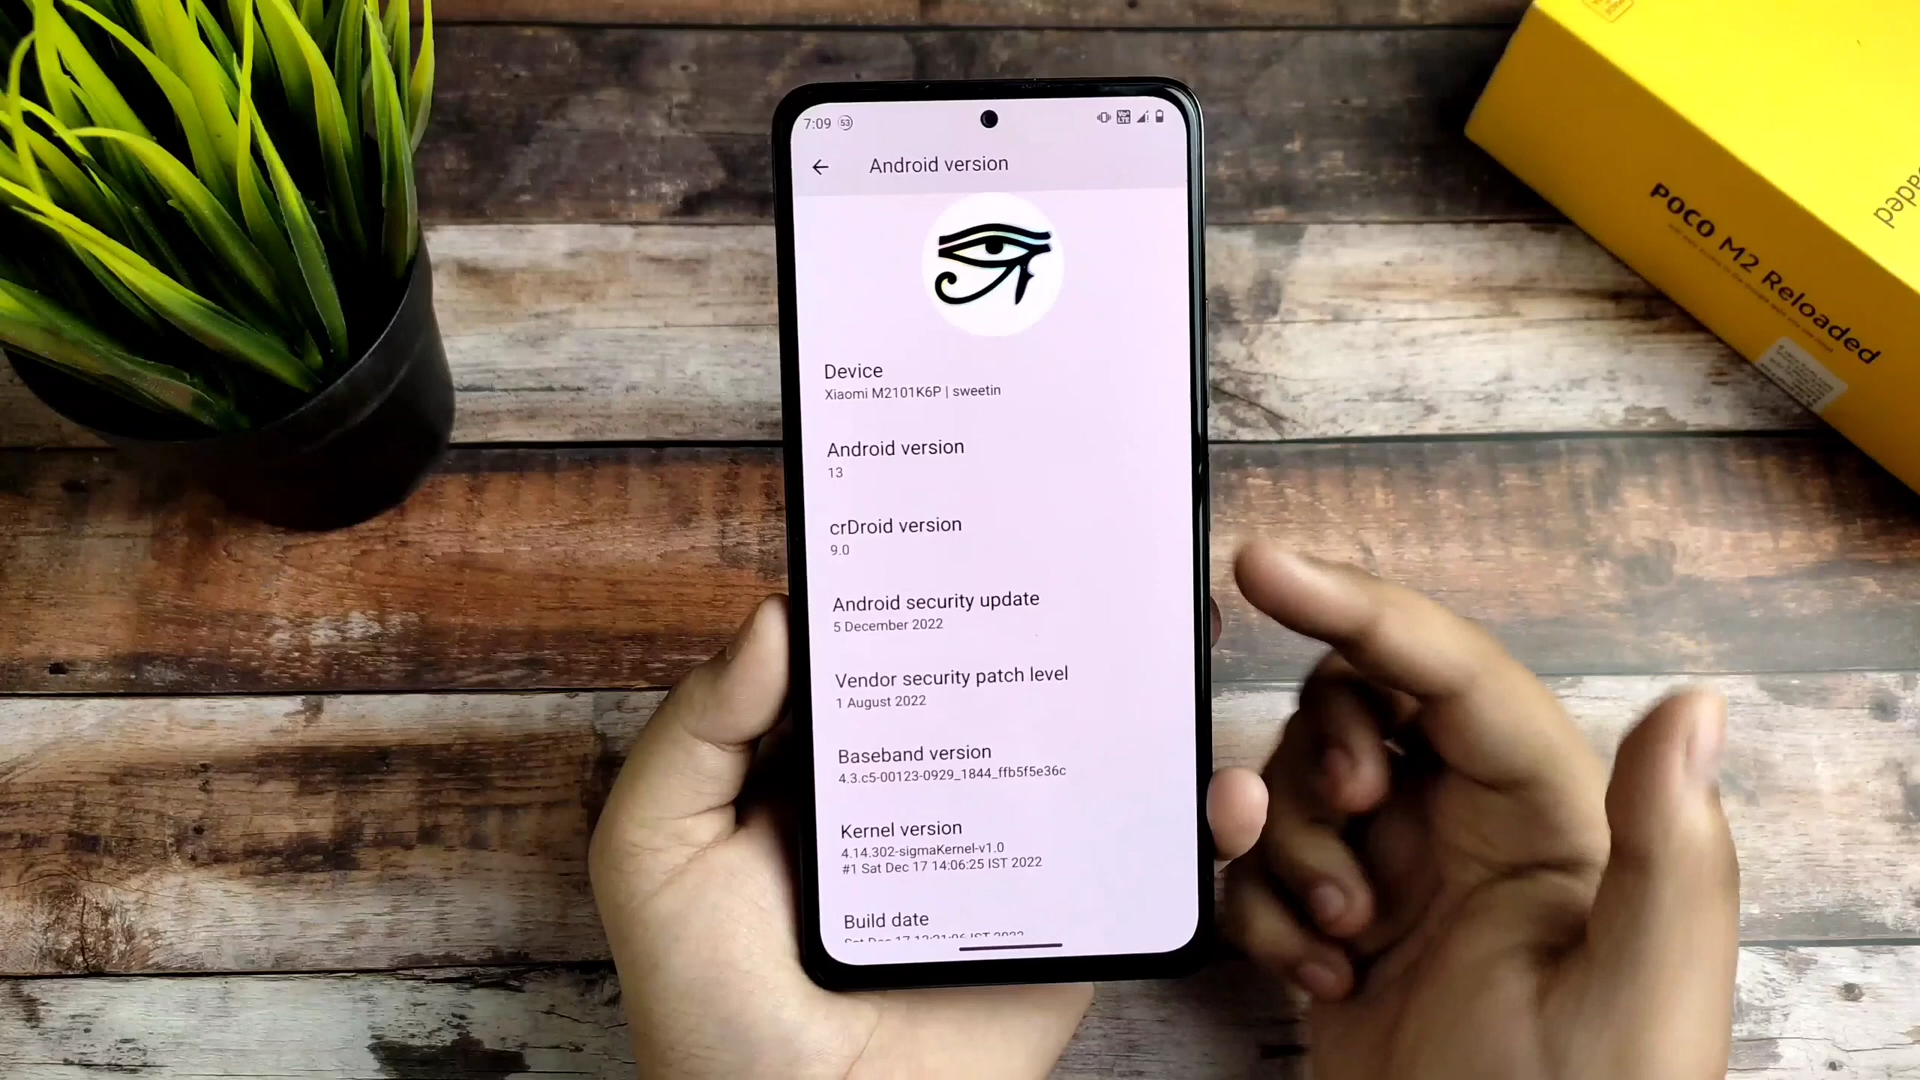 7:09 53
Android version
Device
Xiaomi M2101K6P | sweetin
Android version
13
crDroid version
9.0
Android security update
5 December 2022
Vendor security patch level
1 August 2022
Baseband version
4.3.c5-00123-0929_1844_ffb5f5e36c
Kernel version
4.14.302-sigmaKernel-v1.0
#1 Sat Dec 17 14:06:25 IST 2022
Build date
POCO M2 Reloaded